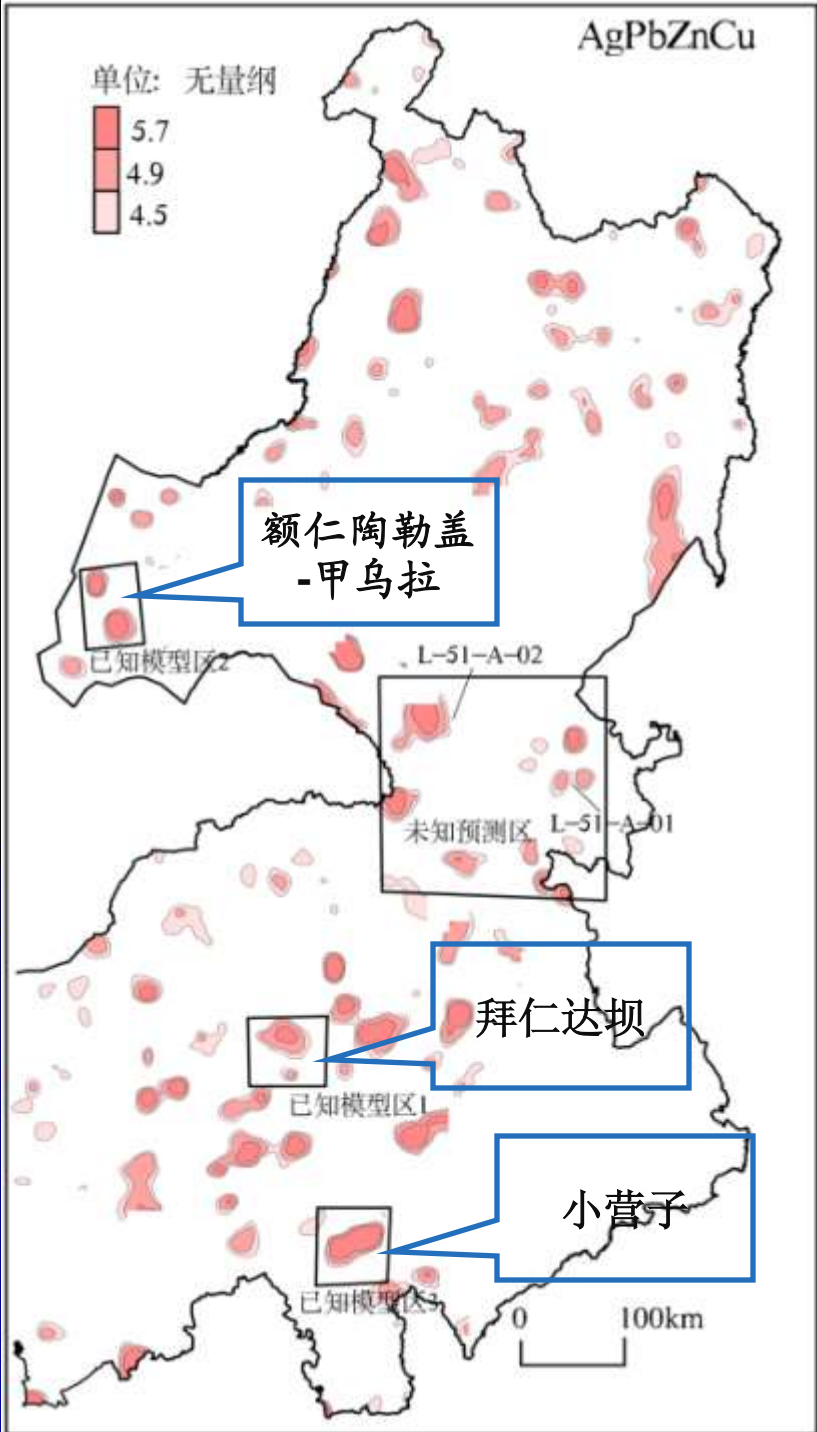 AgPbZnCu
单位: 无量纲
5.7
4.9
4.5
额仁陶勒盖
-甲乌拉
已知模型区2
L-51-A-02
未知预测区
L-51-A-01
拜仁达坝
已知模型区1
小营子
已知模型区3
0
100km